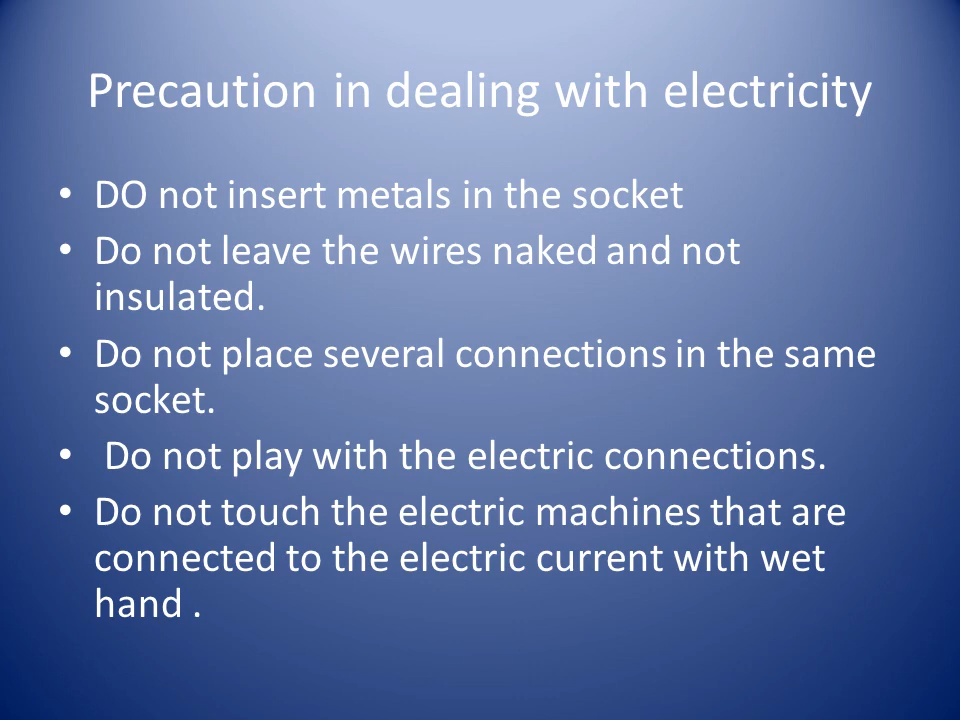 Precaution in dealing with electricity
• DO not insert metals in the socket
• Do not leave the wires naked and not
insulated.
• Do not place several connections in the same
socket.
• Do not play with the electric connections.
• Do not touch the electric machines that are
connected to the electric current with wet
hand .